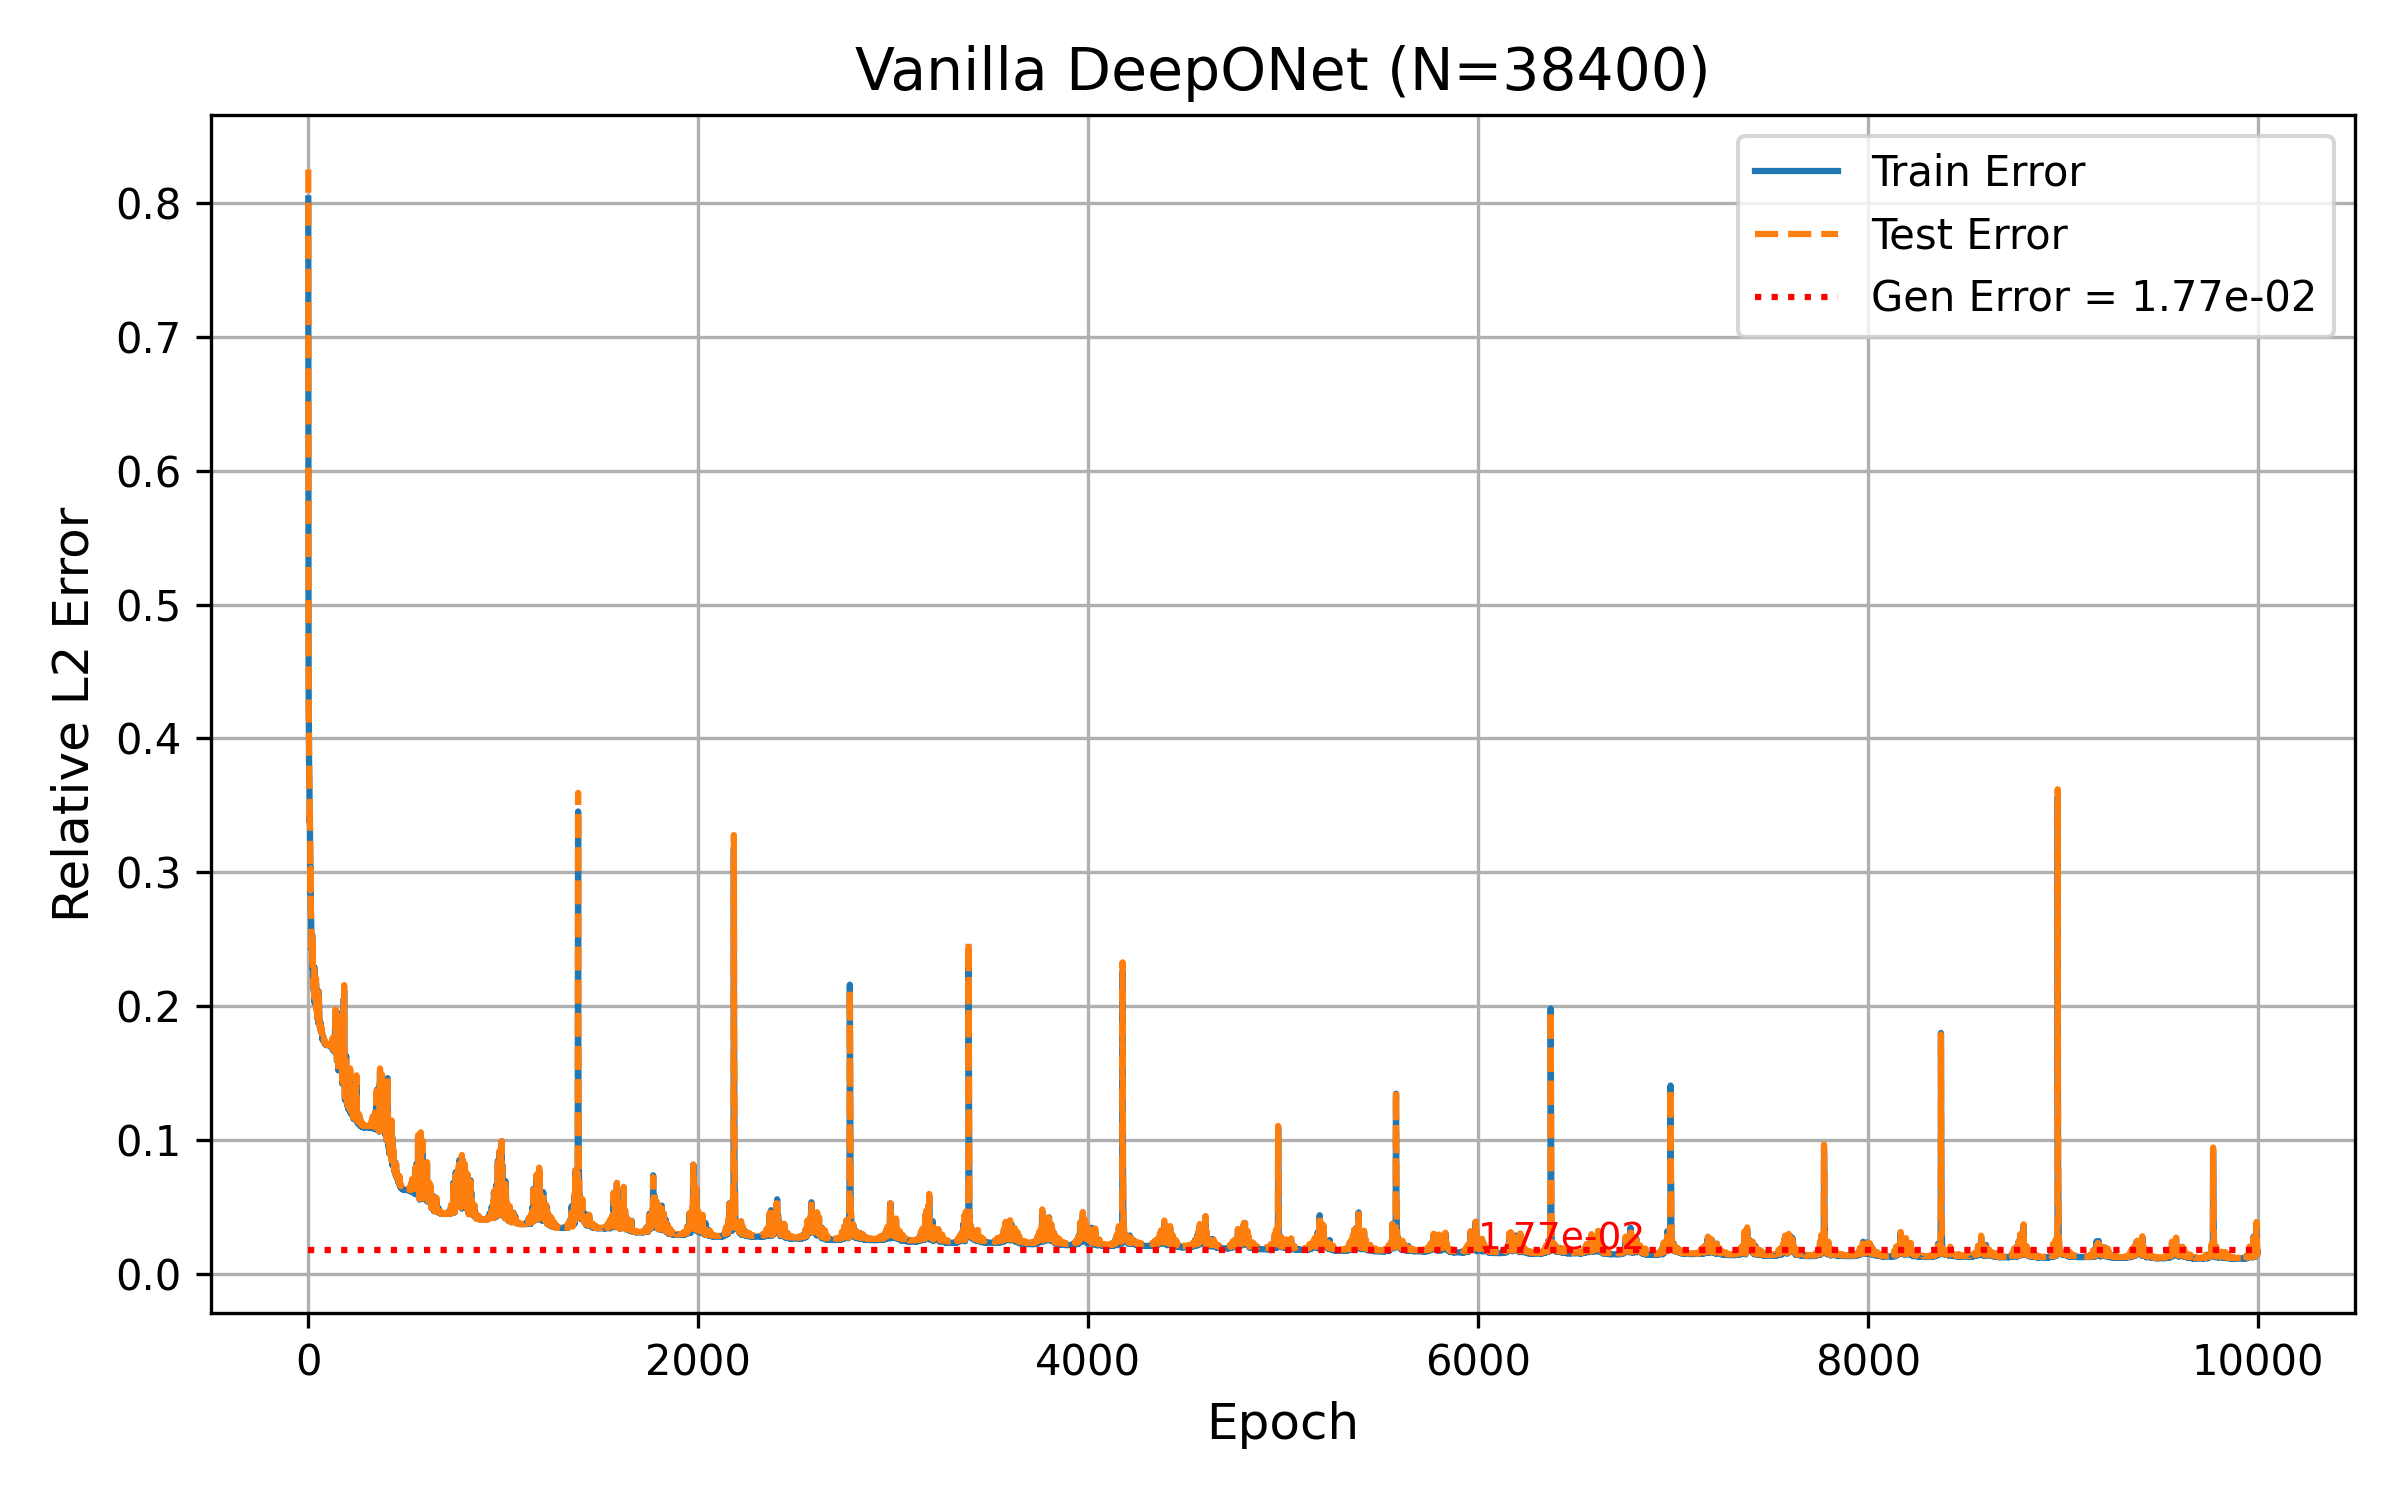 Vanilla DeepONet (N=38400)
Train Error
Test Error
Gen Error = 1.77e-02
Relative L2 Error
0.8
0.7
0.6
0.5
0.4
0.3
0.2
0.1
0.0
1.77e-02
0 2000 4000 6000 8000 10000
Epoch